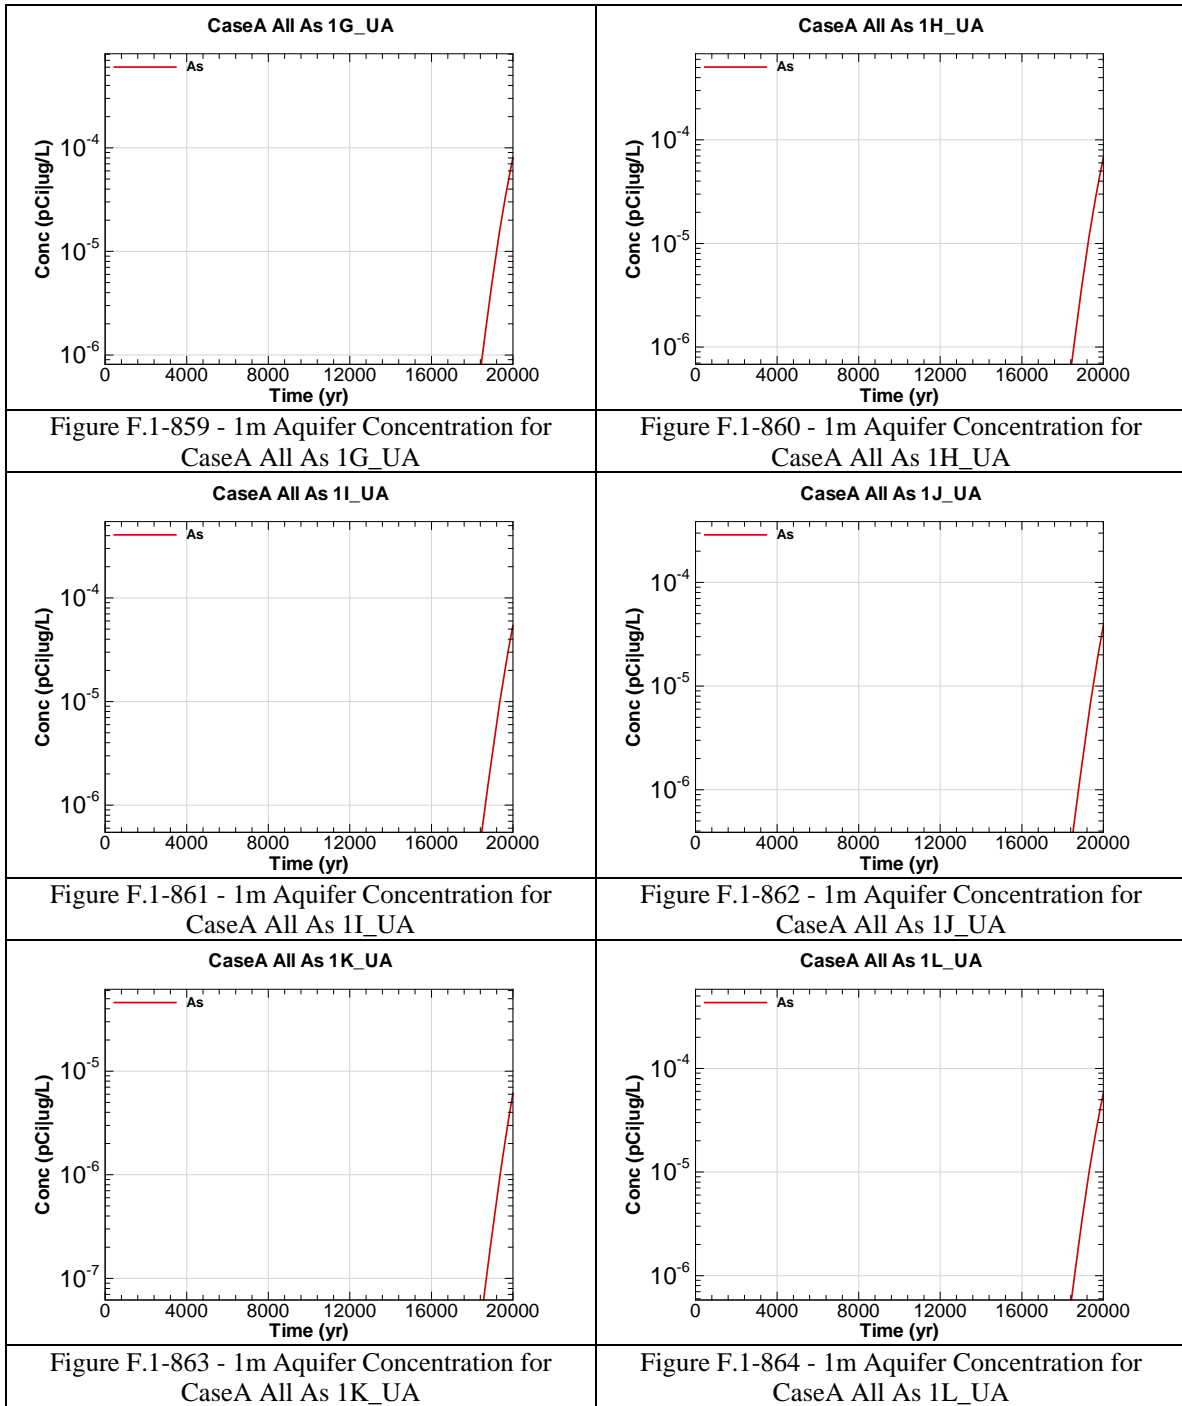 CaseA All As 1G_UA
As
Conc (pCi|ug/L)
10-4
10-5
10-6
0 4000 8000 12000 16000 20000
Time (yr)
Figure F.1-859 - 1m Aquifer Concentration for
CaseA All As 1G_UA
CaseA All As 1H_UA
As
Conc (pCi|ug/L)
10-4
10-5
10-6
0 4000 8000 12000 16000 20000
Time (yr)
Figure F.1-860 - 1m Aquifer Concentration for
CaseA All As 1H_UA
CaseA All As 1I_UA
As
Conc (pCi|ug/L)
10-4
10-5
10-6
0 4000 8000 12000 16000 20000
Time (yr)
Figure F.1-861 - 1m Aquifer Concentration for
CaseA All As 1I_UA
CaseA All As 1J_UA
As
Conc (pCi|ug/L)
10-4
10-5
10-6
0 4000 8000 12000 16000 20000
Time (yr)
Figure F.1-862 - 1m Aquifer Concentration for
CaseA All As 1J_UA
CaseA All As 1K_UA
As
Conc (pCi|ug/L)
10-5
10-6
10-7
0 4000 8000 12000 16000 20000
Time (yr)
Figure F.1-863 - 1m Aquifer Concentration for
CaseA All As 1K_UA
CaseA All As 1L_UA
As
Conc (pCi|ug/L)
10-4
10-5
10-6
0 4000 8000 12000 16000 20000
Time (yr)
Figure F.1-864 - 1m Aquifer Concentration for
CaseA All As 1L_UA